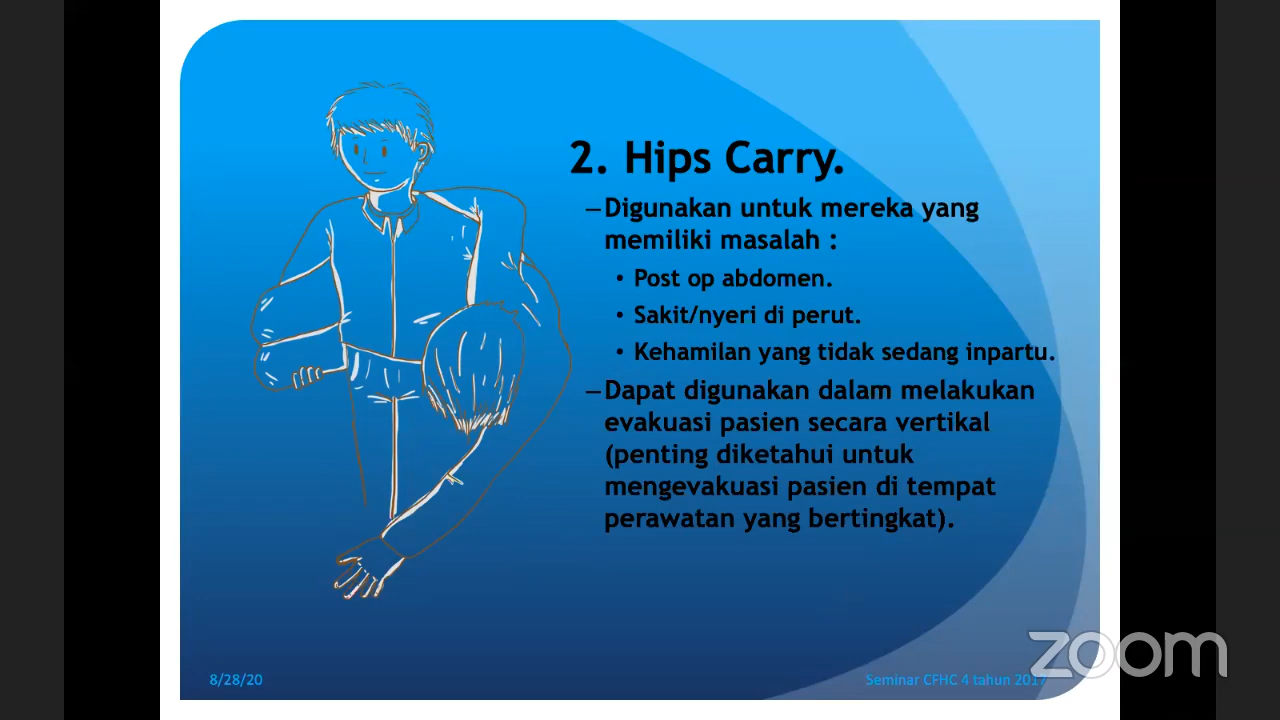 2. Hips Carry.
–Digunakan untuk mereka yang
memiliki masalah :
• Post op abdomen.
• Sakit/nyeri di perut.
• Kehamilan yang tidak sedang inpartu.
–Dapat digunakan dalam melakukan
evakuasi pasien secara vertikal
(penting diketahui untuk
mengevakuasi pasien di tempat
perawatan yang bertingkat).
zoom
8/28/20
Seminar CFHC 4 tahun 2017